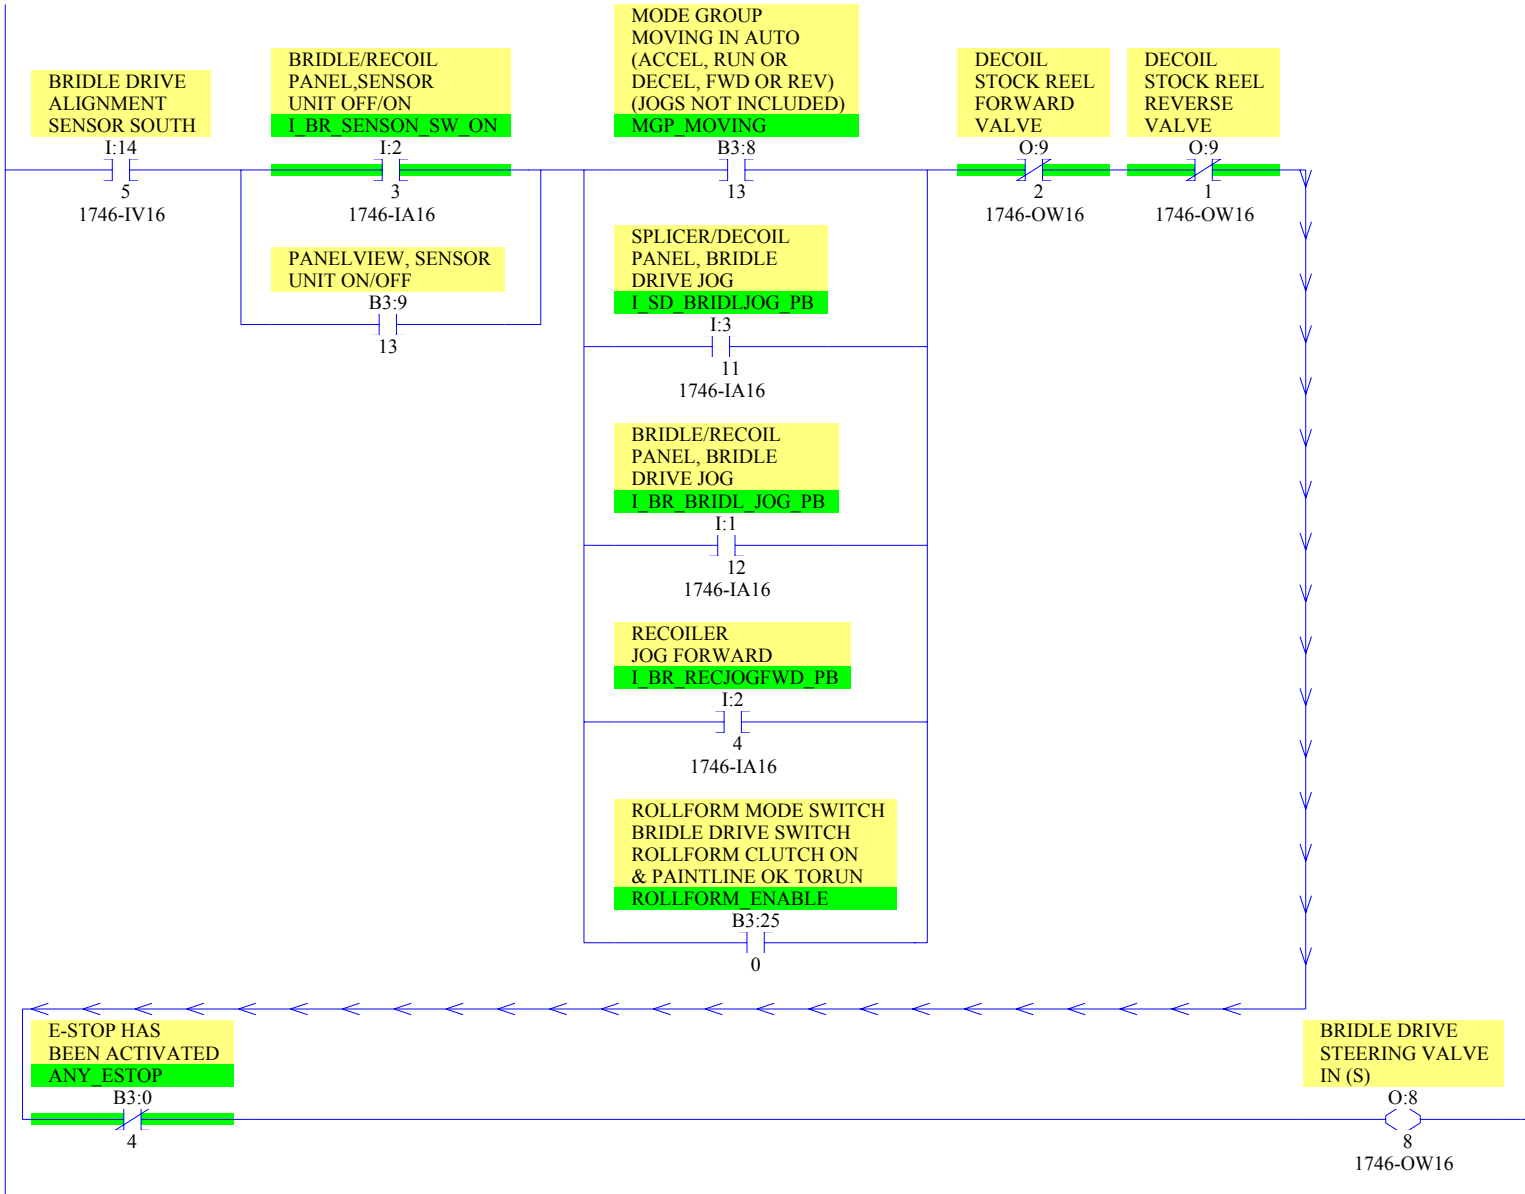 BRIDLE DRIVE
ALIGNMENT
SENSOR SOUTH
I:14
5
1746-IV16
BRIDLE/RECOIL
PANEL,SENSOR
UNIT OFF/ON
I_BR_SENSON_SW_ON
I:2
3
1746-IA16
PANELVIEW, SENSOR
UNIT ON/OFF
B3:9
13
MODE GROUP
MOVING IN AUTO
(ACCEL, RUN OR
DECEL, FWD OR REV)
(JOGS NOT INCLUDED)
MGP_MOVING
B3:8
13
SPLICER/DECOIL
PANEL, BRIDLE
DRIVE JOG
I_SD_BRIDLJOG_PB
I:3
11
1746-IA16
BRIDLE/RECOIL
PANEL, BRIDLE
DRIVE JOG
I_BR_BRIDL_JOG_PB
I:1
12
1746-IA16
RECOILER
JOG FORWARD
I_BR_RECJOGFWD_PB
I:2
4
1746-IA16
ROLLFORM MODE SWITCH
BRIDLE DRIVE SWITCH
ROLLFORM CLUTCH ON
& PAINTLINE OK TORUN
ROLLFORM_ENABLE
B3:25
0
DECOIL
STOCK REEL
FORWARD
VALVE
O:9
2
1746-OW16
DECOIL
STOCK REEL
REVERSE
VALVE
O:9
1
1746-OW16
E-STOP HAS
BEEN ACTIVATED
ANY_ESTOP
B3:0
4
BRIDLE DRIVE
STEERING VALVE
IN (S)
O:8
8
1746-OW16